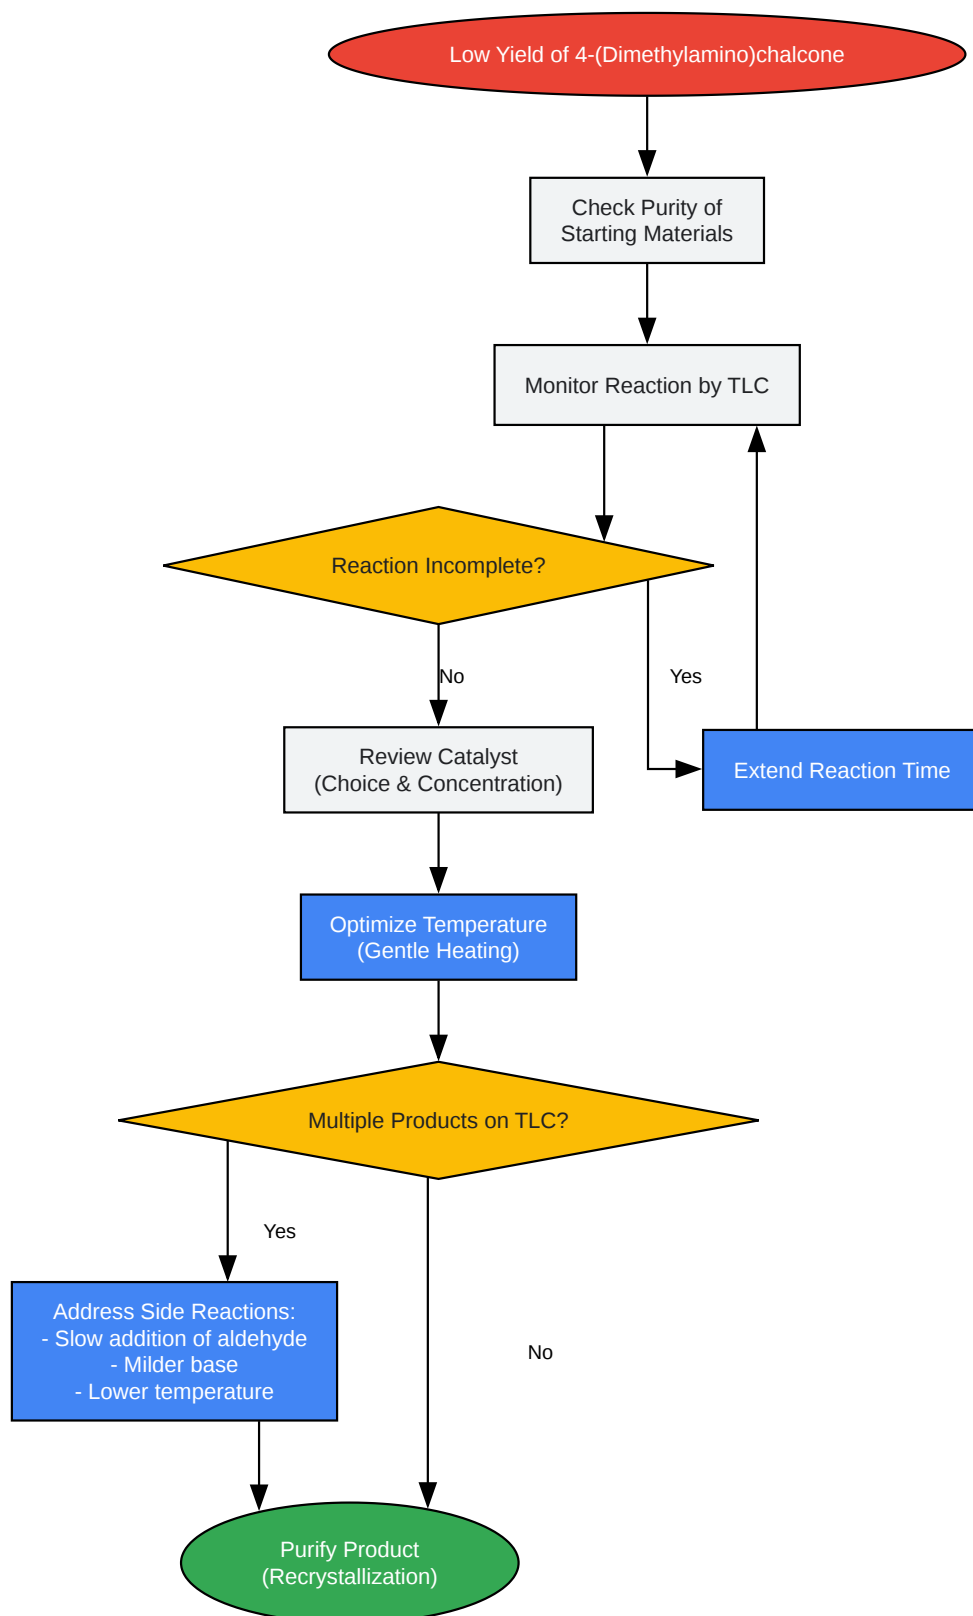 Low Yield of 4-(Dimethylamino)chalcone
Check Purity of
Starting Materials
Monitor Reaction by TLC
Reaction Incomplete?
No
Yes
Review Catalyst
(Choice & Concentration)
Extend Reaction Time
Optimize Temperature
(Gentle Heating)
Multiple Products on TLC?
Yes
Address Side Reactions:
- Slow addition of aldehyde
- Milder base
- Lower temperature
No
Purify Product
(Recrystallization)